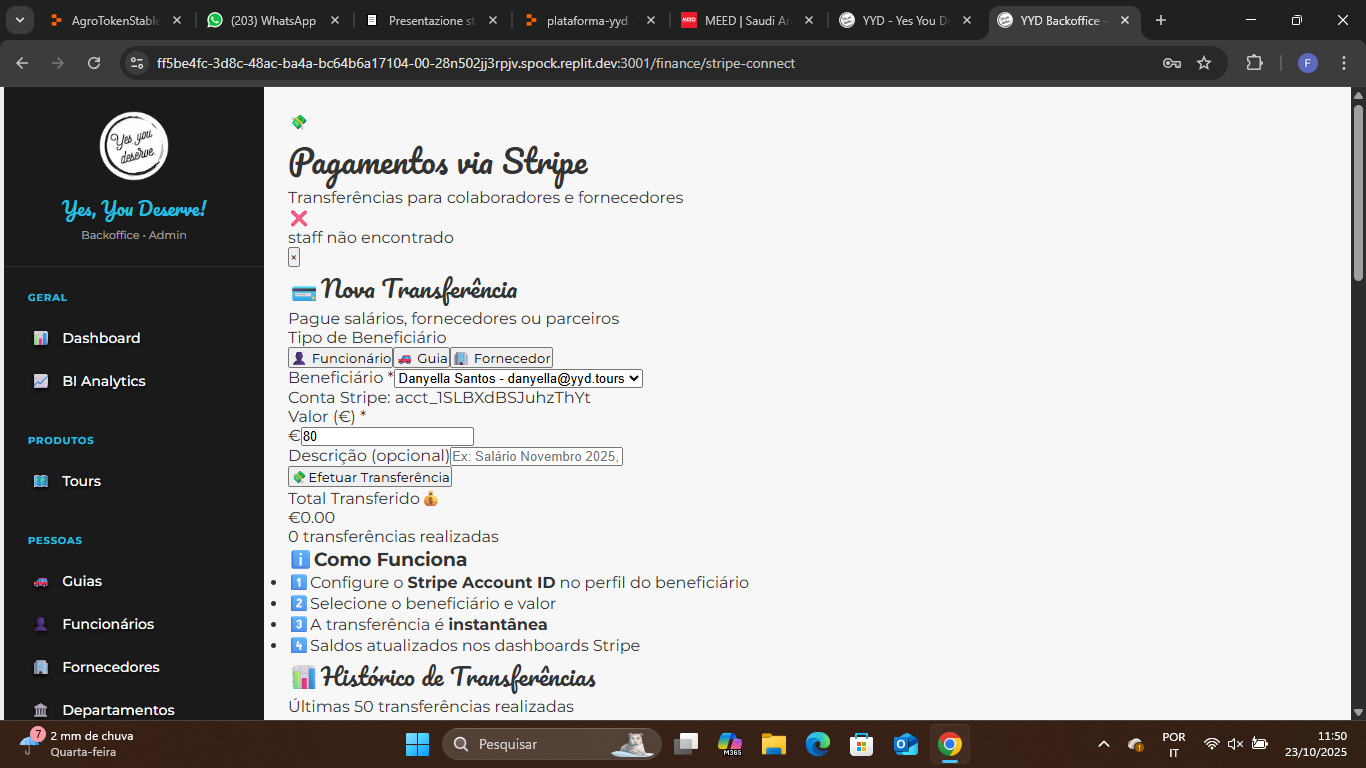 AgroTokenStable
(203) WhatsApp
Presentazione st
plataforma-yyd -
MEED | Saudi Ar
YYD - Yes You D
YYD Backoffice -
ff5be4fc-3d8c-48ac-ba4a-bc64b6a17104-00-28n502jj3rpjv.spock.replit.dev:3001/finance/stripe-connect
F
Yes, you deserve.
Yes, You Deserve!
Backoffice • Admin
GERAL
Dashboard
BI Analytics
PRODUTOS
Tours
PESSOAS
Guias
Funcionários
Fornecedores
Departamentos
Pagamentos via Stripe
Transferências para colaboradores e fornecedores
staff não encontrado
×
Nova Transferência
Pague salários, fornecedores ou parceiros
Tipo de Beneficiário
Funcionário Guia Fornecedor
Beneficiário * Danyella Santos - danyella@yyd.tours
Conta Stripe: acct_1SLBXdBSJuhzThYt
Valor (€) *
€80
Descrição (opcional) Ex: Salário Novembro 2025,
Efetuar Transferência
Total Transferido
€0.00
0 transferências realizadas
Como Funciona
1 Configure o Stripe Account ID no perfil do beneficiário
2 Selecione o beneficiário e valor
3 A transferência é instantânea
4 Saldos atualizados nos dashboards Stripe
Histórico de Transferências
Últimas 50 transferências realizadas
7
2 mm de chuva
Quarta-feira
Pesquisar
M365
POR
IT
11:50
23/10/2025